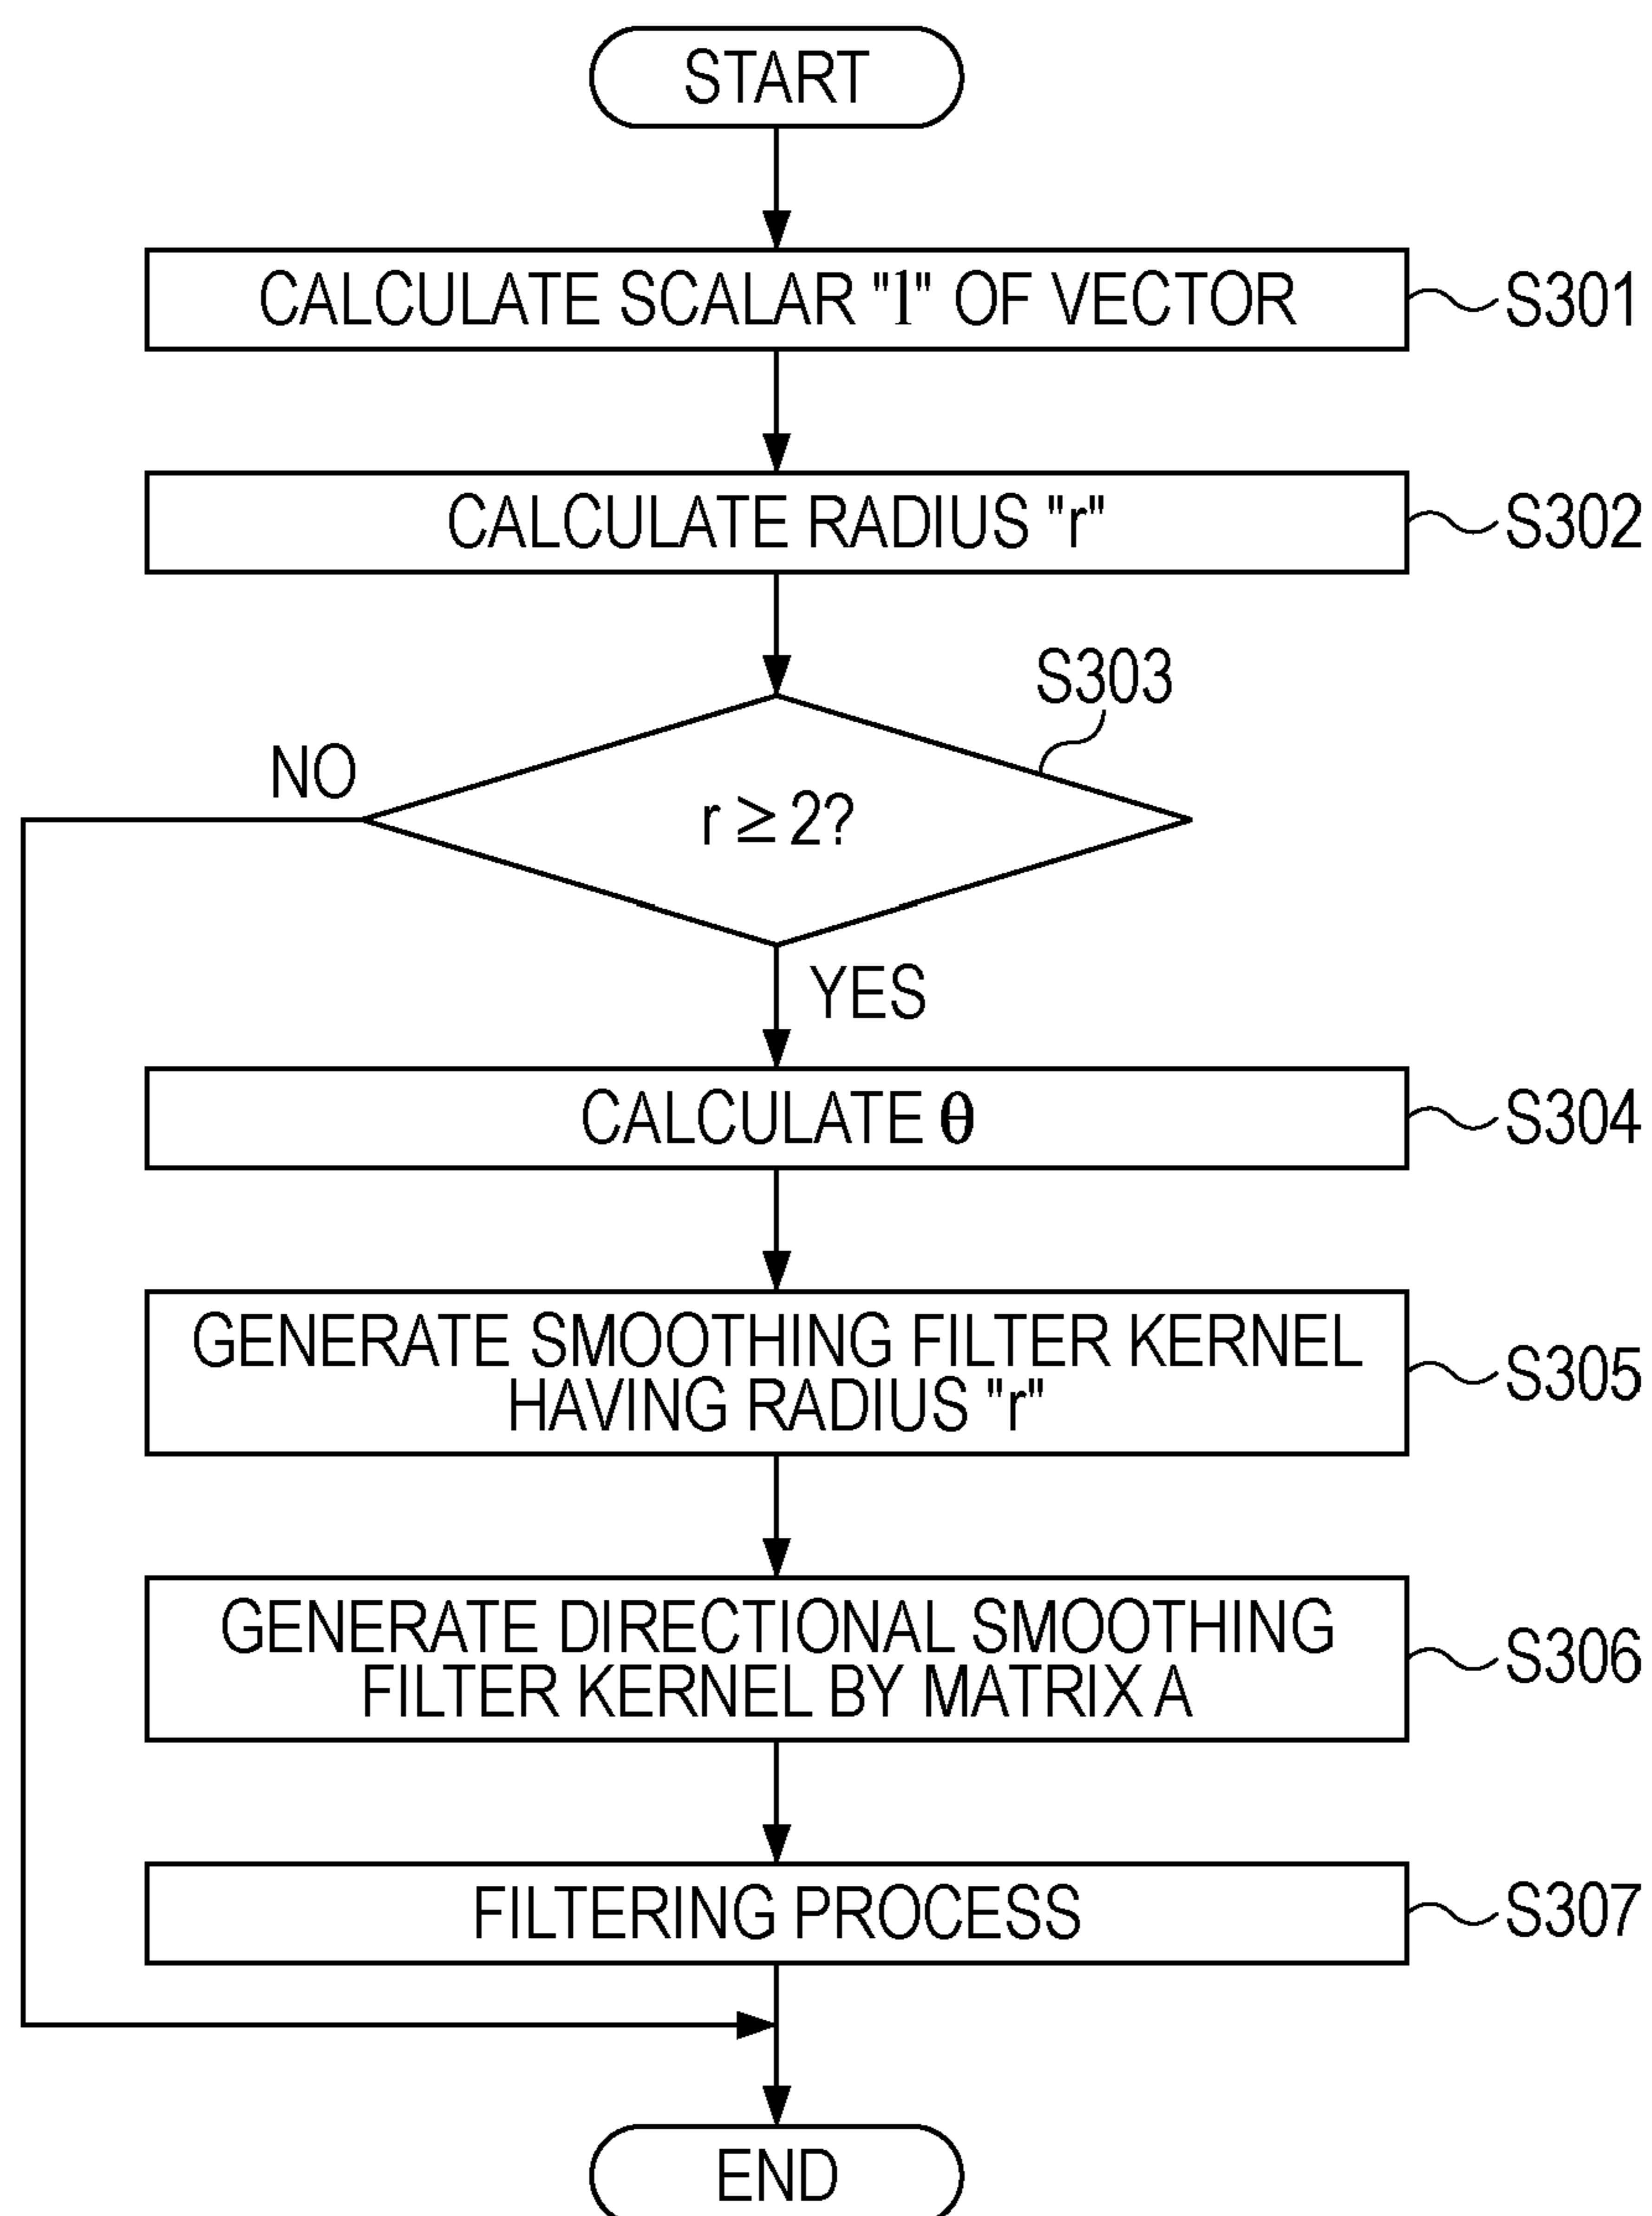 START
CALCULATE SCALAR "l" OF VECTOR
S301
CALCULATE RADIUS "r"
S302
S303
NO
r ≥ 2?
YES
CALCULATE θ
S304
GENERATE SMOOTHING FILTER KERNEL
HAVING RADIUS "r"
S305
GENERATE DIRECTIONAL SMOOTHING
FILTER KERNEL BY MATRIX A
S306
FILTERING PROCESS
S307
END